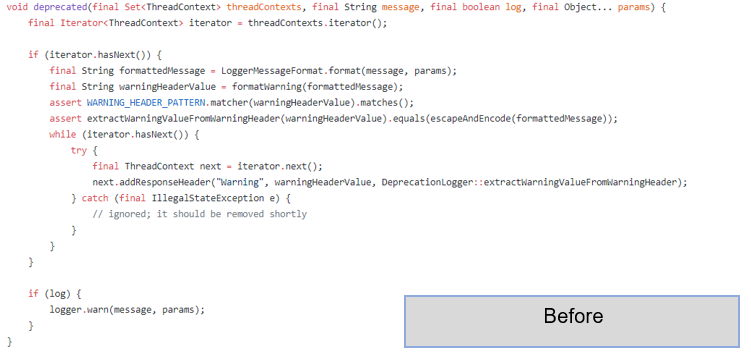 void deprecated(final Set<ThreadContext> threadContexts, final String message, final boolean log, final Object... params) {
    final Iterator<ThreadContext> iterator = threadContexts.iterator();

    if (iterator.hasNext()) {
        final String formattedMessage = LoggerMessageFormat.format(message, params);
        final String warningHeaderValue = formatWarning(formattedMessage);
        assert WARNING_HEADER_PATTERN.matcher(warningHeaderValue).matches();
        assert extractWarningValueFromWarningHeader(warningHeaderValue).equals(escapeAndEncode(formattedMessage));
        while (iterator.hasNext()) {
            try {
                final ThreadContext next = iterator.next();
                next.addResponseHeader("Warning", warningHeaderValue, DeprecationLogger::extractWarningValueFromWarningHeader);
            } catch (final IllegalStateException e) {
                // ignored; it should be removed shortly
            }
        }
    }

    if (log) {
        logger.warn(message, params);
    }
}
Before